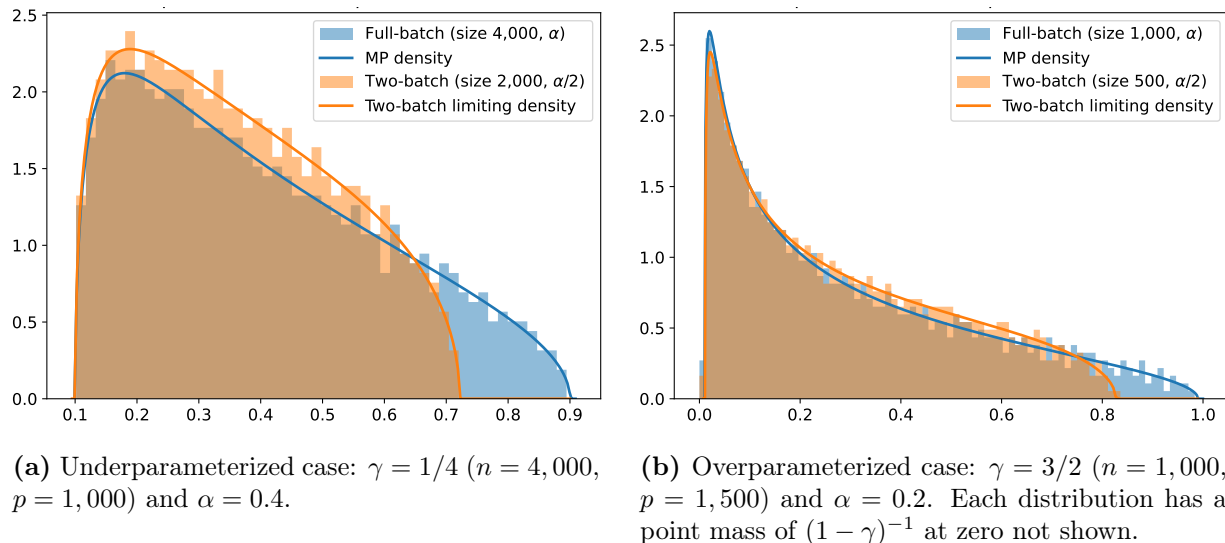 Full-batch (size 4,000, α)
MP density
Two-batch (size 2,000, α/2)
Two-batch limiting density
2.5
2.0
1.5
1.0
0.5
0.0
0.1 0.2 0.3 0.4 0.5 0.6 0.7 0.8 0.9
Full-batch (size 1,000, α)
MP density
Two-batch (size 500, α/2)
Two-batch limiting density
2.5
2.0
1.5
1.0
0.5
0.0
0.0 0.2 0.4 0.6 0.8 1.0
(a) Underparameterized case: γ = 1/4 (n = 4,000,
p = 1,000) and α = 0.4.
(b) Overparameterized case: γ = 3/2 (n = 1,000,
p = 1,500) and α = 0.2. Each distribution has a
point mass of (1 − γ)⁻¹ at zero not shown.